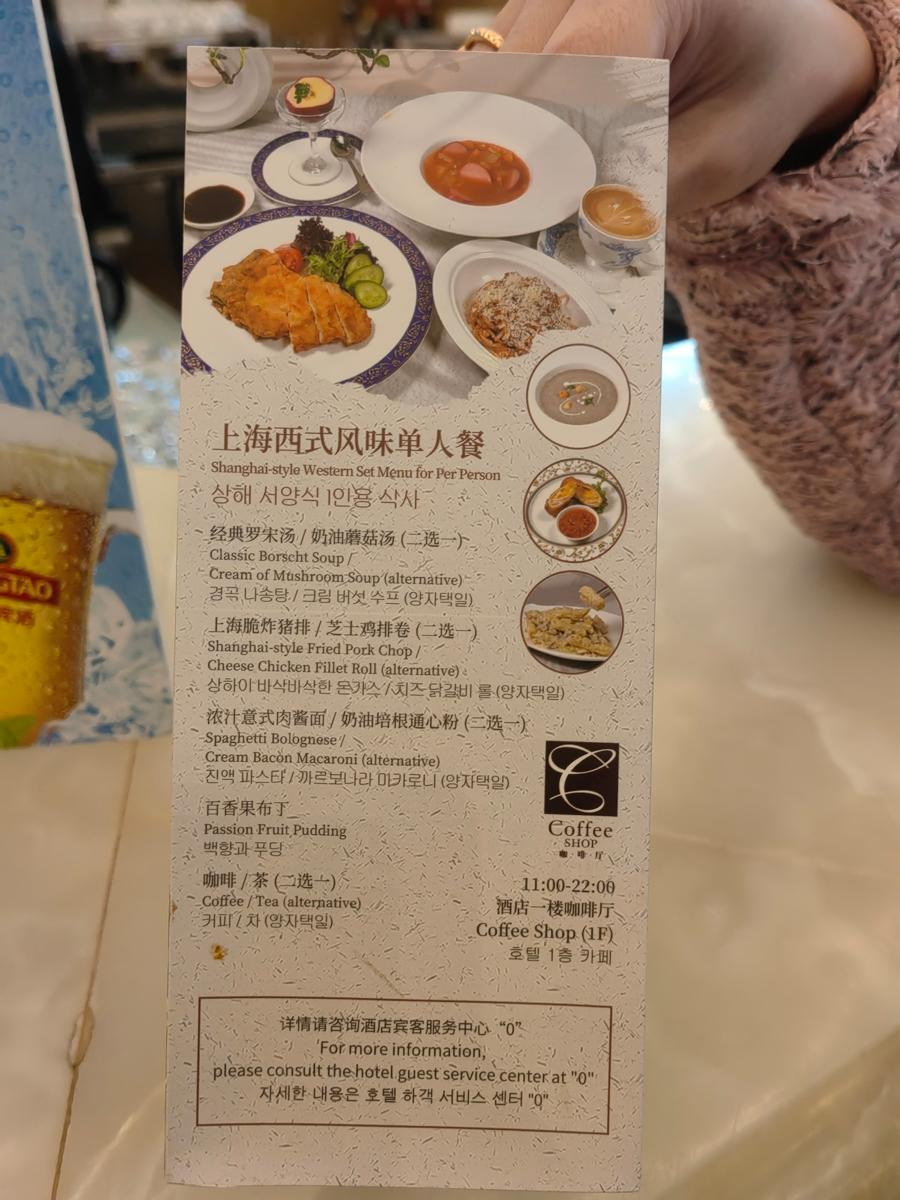 上海西式风味单人餐
Shanghai-style Western Set Menu for Per Person
상해 서양식 1인용 식사
经典罗宋汤 / 奶油蘑菇汤 (二选一)
Classic Borscht Soup /
Cream of Mushroom Soup (alternative)
경곡 나송탕 / 크림 버섯 수프 (양자택일)
上海脆炸猪排 / 芝士鸡排卷 (二选一)
Shanghai-style Fried Pork Chop /
Cheese Chicken Fillet Roll (alternative)
상하이 바삭바삭한 돈가스 / 치즈 닭갈비 롤 (양자택일)
浓汁意式肉酱面 / 奶油培根通心粉 (二选一)
Spaghetti Bolognese /
Cream Bacon Macaroni (alternative)
진액 파스타 / 까르보나라 마카로니 (양자택일)
百香果布丁
Passion Fruit Pudding
백향과 푸딩
咖啡 / 茶 (二选一)
Coffee / Tea (alternative)
커피 / 차 (양자택일)
C
Coffee
SHOP
咖·啡·厅
11:00-22:00
酒店一楼咖啡厅
Coffee Shop (1F)
호텔 1층 카페
详情请咨询酒店宾客服务中心 “0”
For more information,
please consult the hotel guest service center at "0"
자세한 내용은 호텔 하객 서비스 센터 "0"